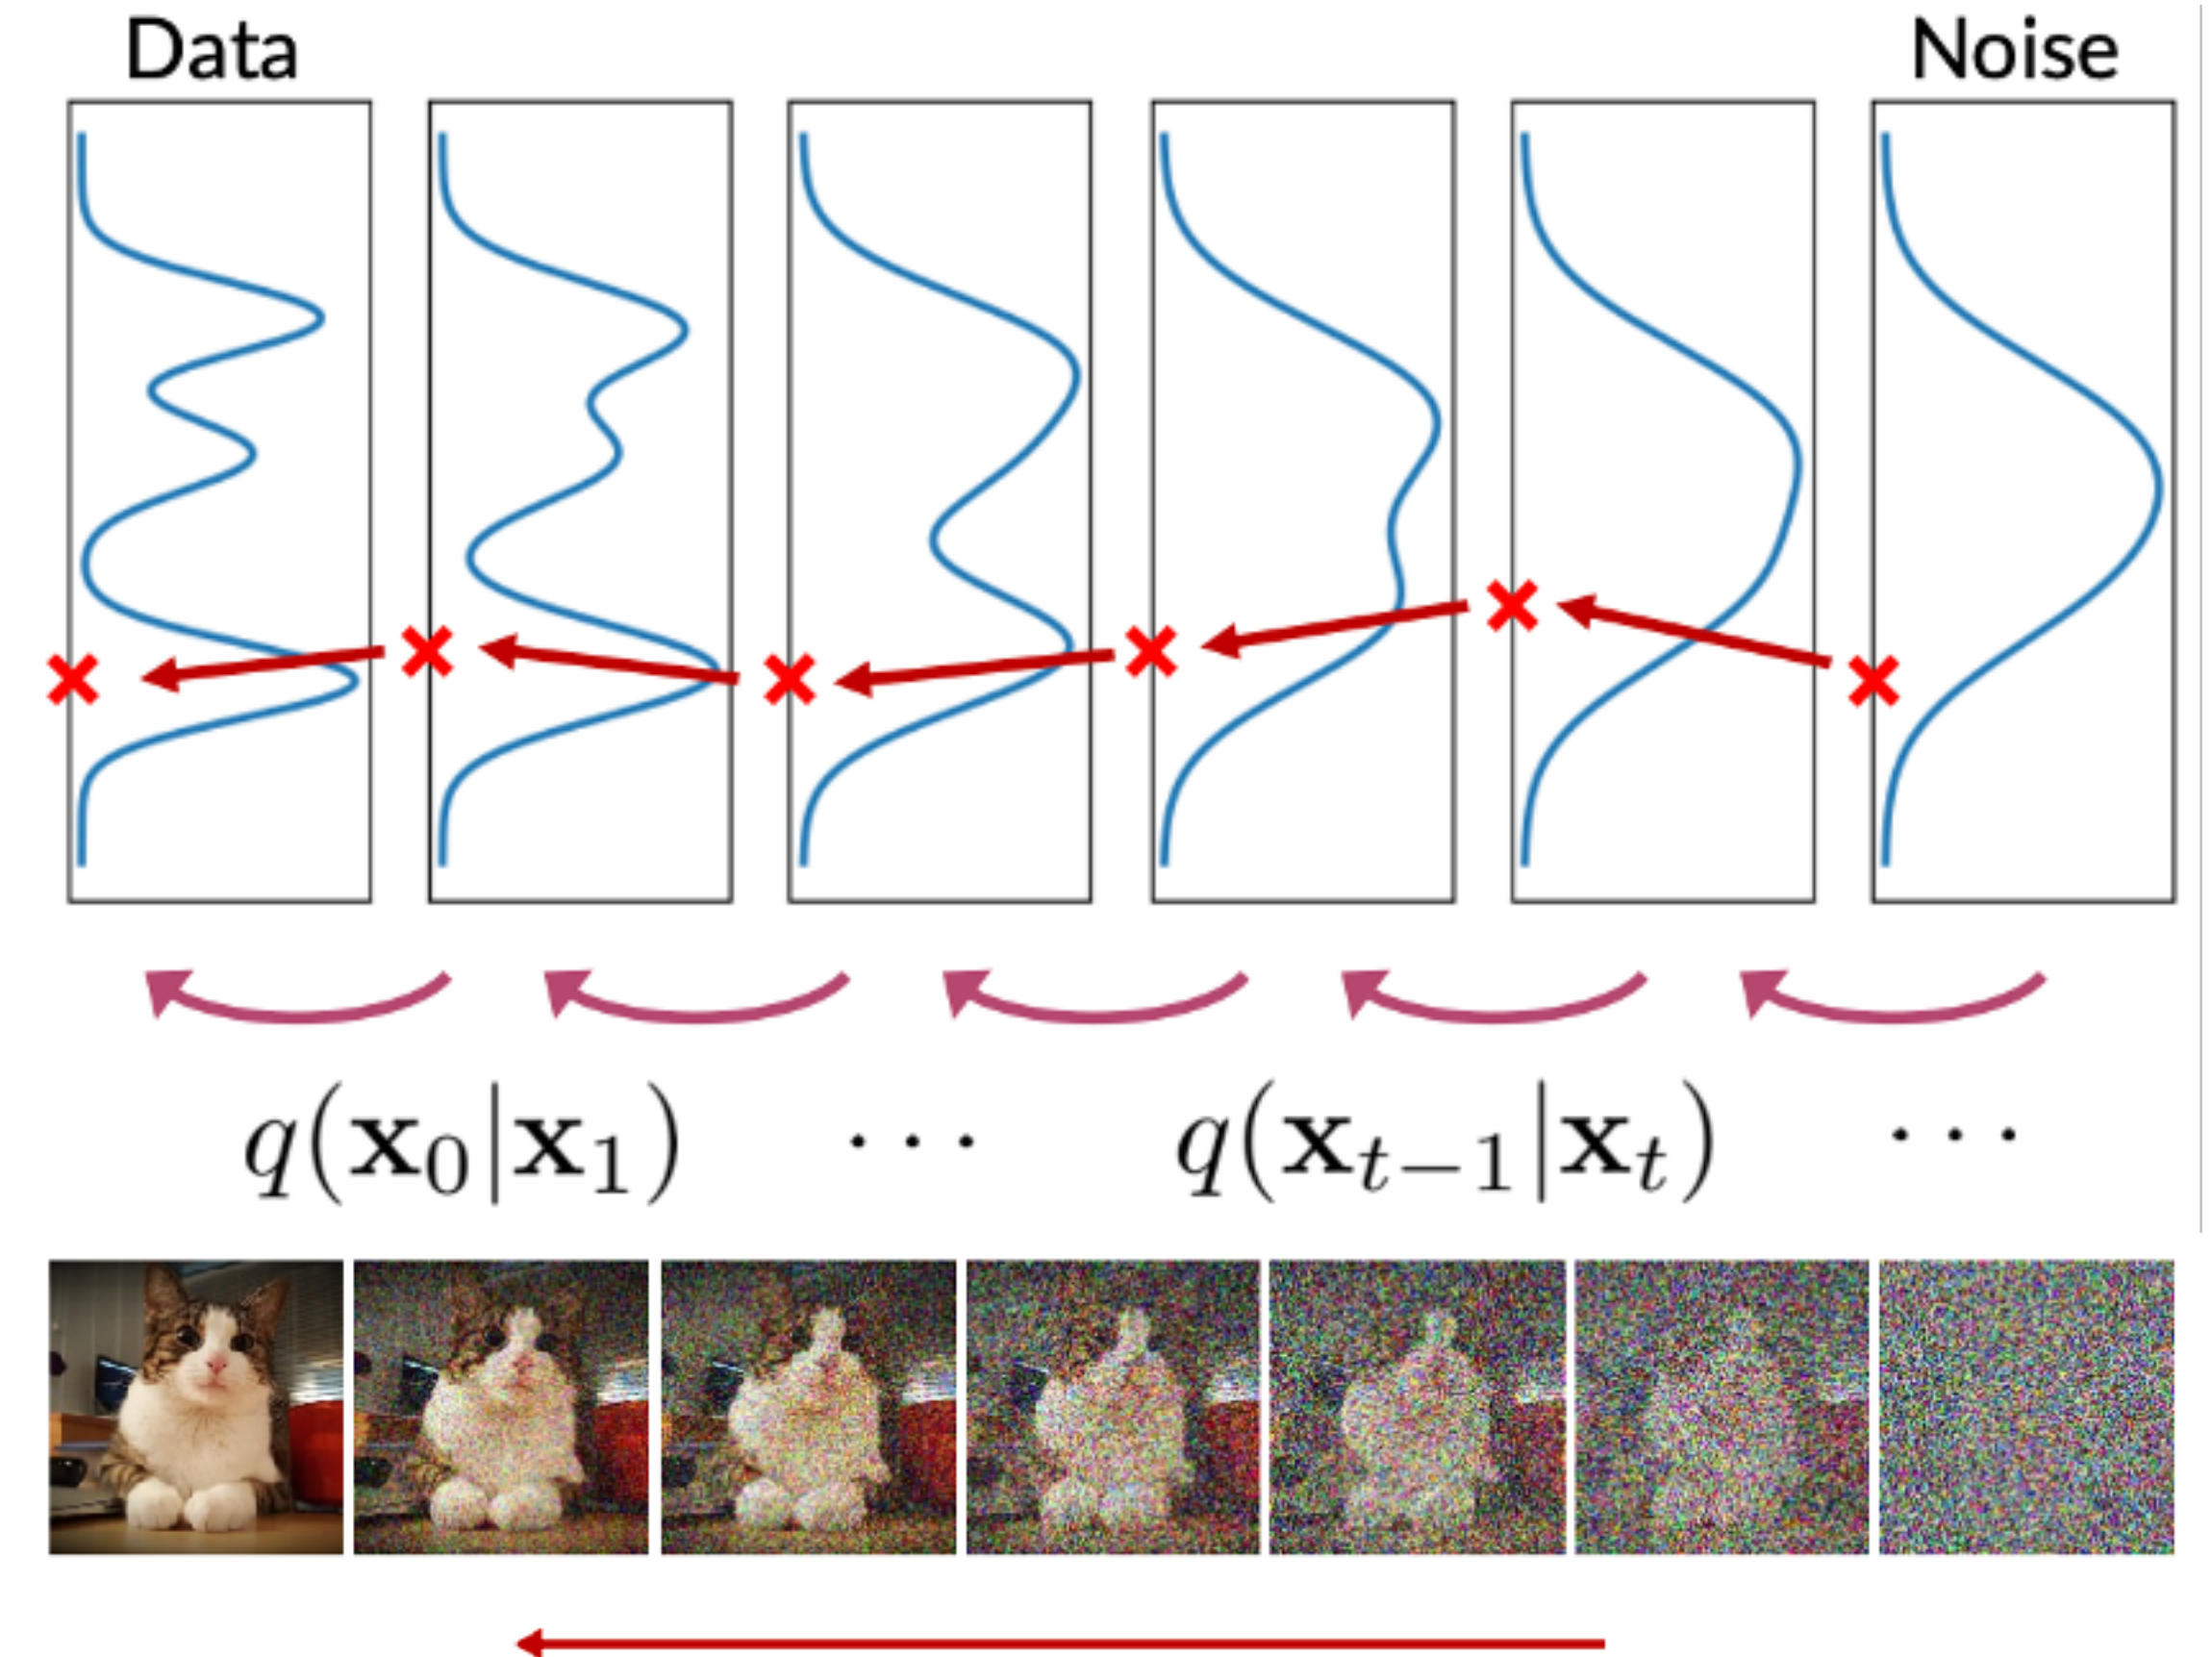 Data Noise
q(x₀|x₁) ··· q(xₜ₋₁|xₜ) ···